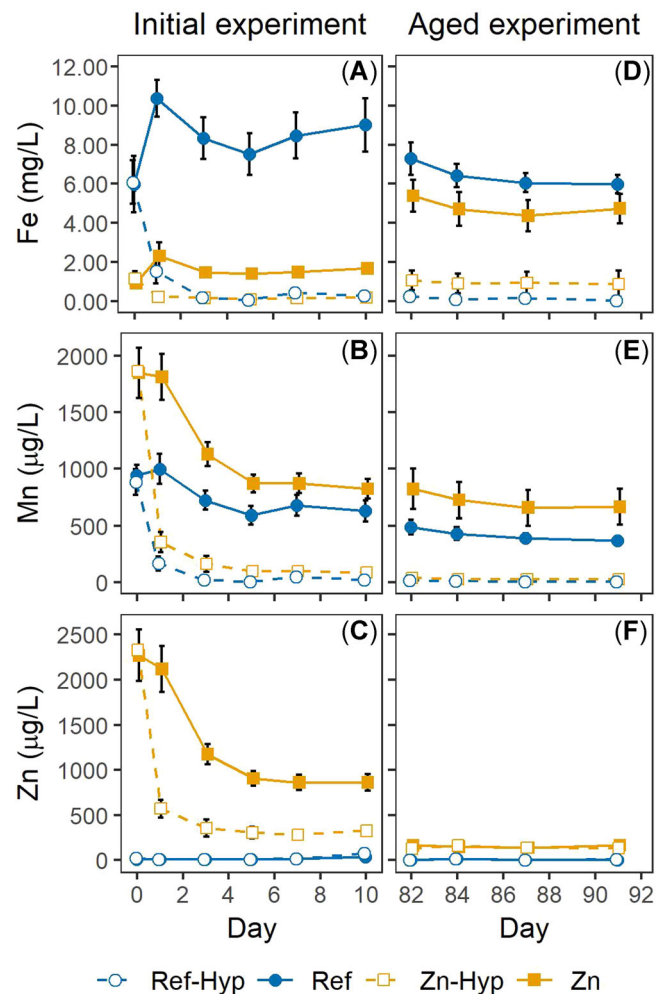 Initial experiment Aged experiment
12.00 (A) (D)
10.00
8.00
6.00
4.00
2.00
0.00
Fe (mg/L)
2000 (B) (E)
1500
1000
500
0
Mn (µg/L)
2500 (C) (F)
2000
1500
1000
500
0
Zn (µg/L)
0 2 4 6 8 10 82 84 86 88 90 92
Day Day
Ref-Hyp Ref Zn-Hyp Zn